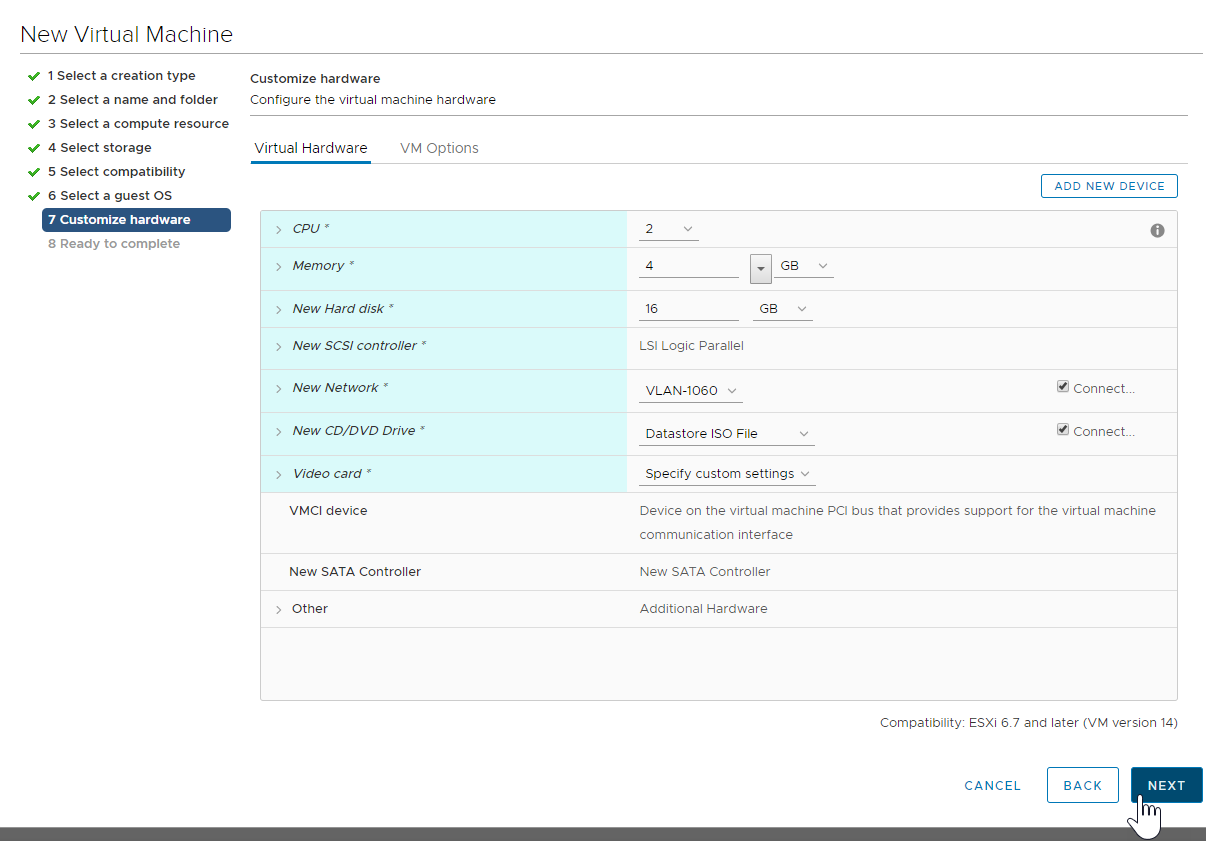 New Virtual Machine
1 Select a creation type
2 Select a name and folder
3 Select a compute resource
4 Select storage
5 Select compatibility
6 Select a guest OS
7 Customize hardware
8 Ready to complete
Customize hardware
Configure the virtual machine hardware
Virtual Hardware VM Options
ADD NEW DEVICE
CPU * 2
Memory * 4 GB
New Hard disk * 16 GB
New SCSI controller * LSI Logic Parallel
New Network * VLAN-1060 Connect...
New CD/DVD Drive * Datastore ISO File Connect...
Video card * Specify custom settings
VMCI device Device on the virtual machine PCI bus that provides support for the virtual machine
communication interface
New SATA Controller New SATA Controller
Other Additional Hardware
Compatibility: ESXi 6.7 and later (VM version 14)
CANCEL BACK NEXT